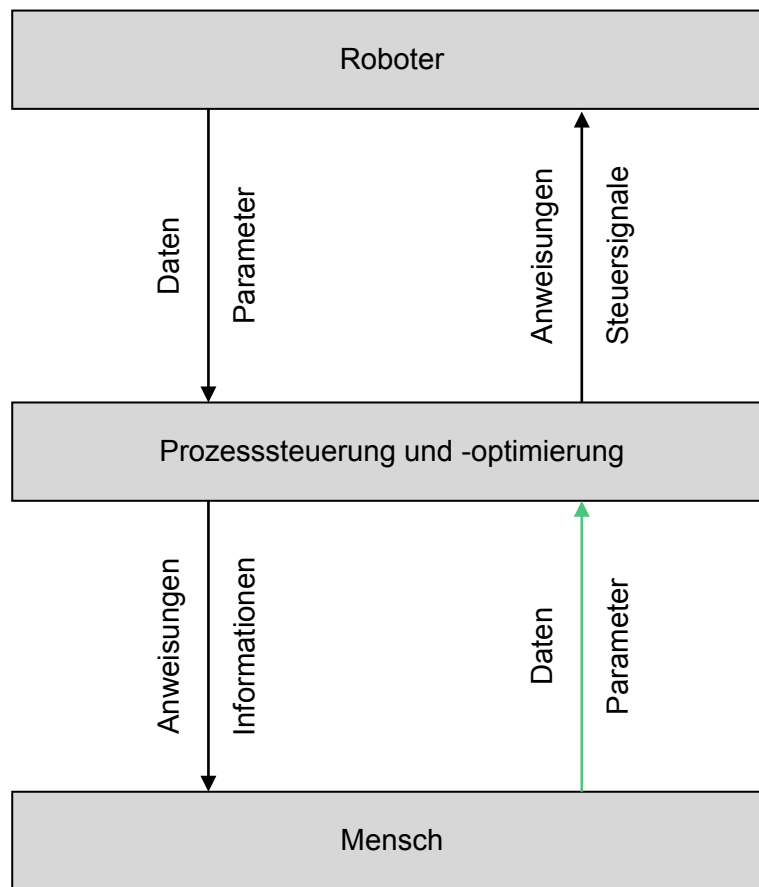 Roboter
Daten
Parameter
Anweisungen
Steuersignale
Prozesssteuerung und -optimierung
Anweisungen
Informationen
Daten
Parameter
Mensch